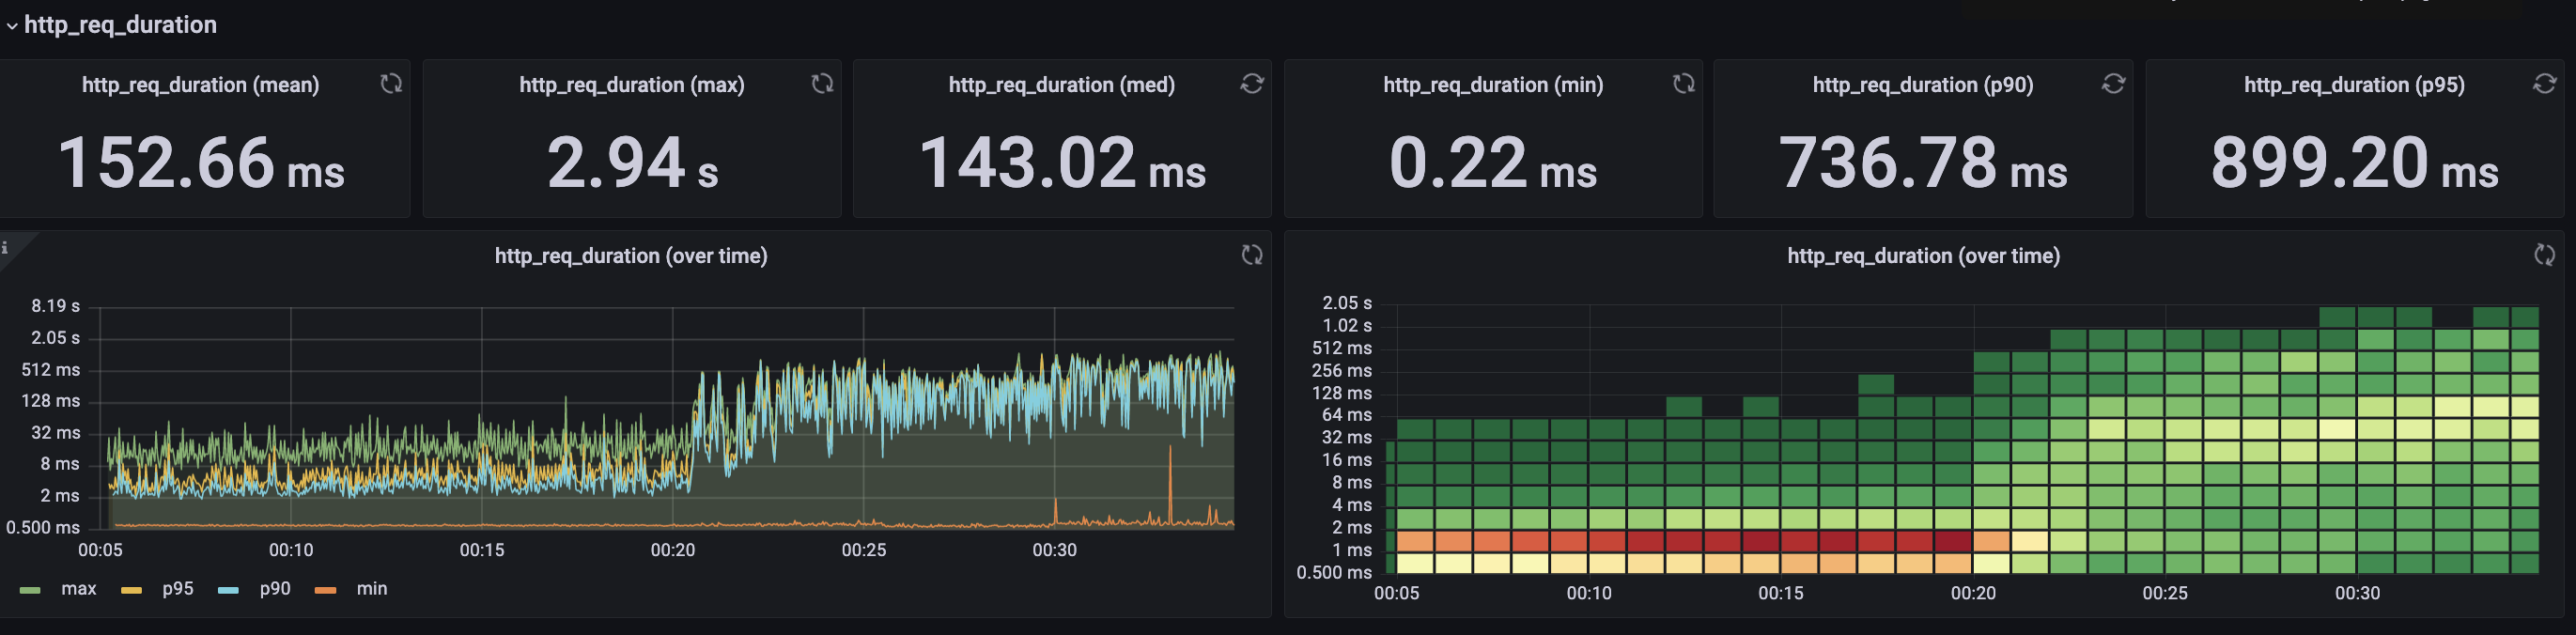 http_req_duration
http_req_duration (mean)
152.66 ms
http_req_duration (max)
2.94 s
http_req_duration (med)
143.02 ms
http_req_duration (min)
0.22 ms
http_req_duration (p90)
736.78 ms
http_req_duration (p95)
899.20 ms
i
http_req_duration (over time)
8.19 s
2.05 s
512 ms
128 ms
32 ms
8 ms
2 ms
0.500 ms
00:05 00:10 00:15 00:20 00:25 00:30
max p95 p90 min
http_req_duration (over time)
2.05 s
1.02 s
512 ms
256 ms
128 ms
64 ms
32 ms
16 ms
8 ms
4 ms
2 ms
1 ms
0.500 ms
00:05 00:10 00:15 00:20 00:25 00:30